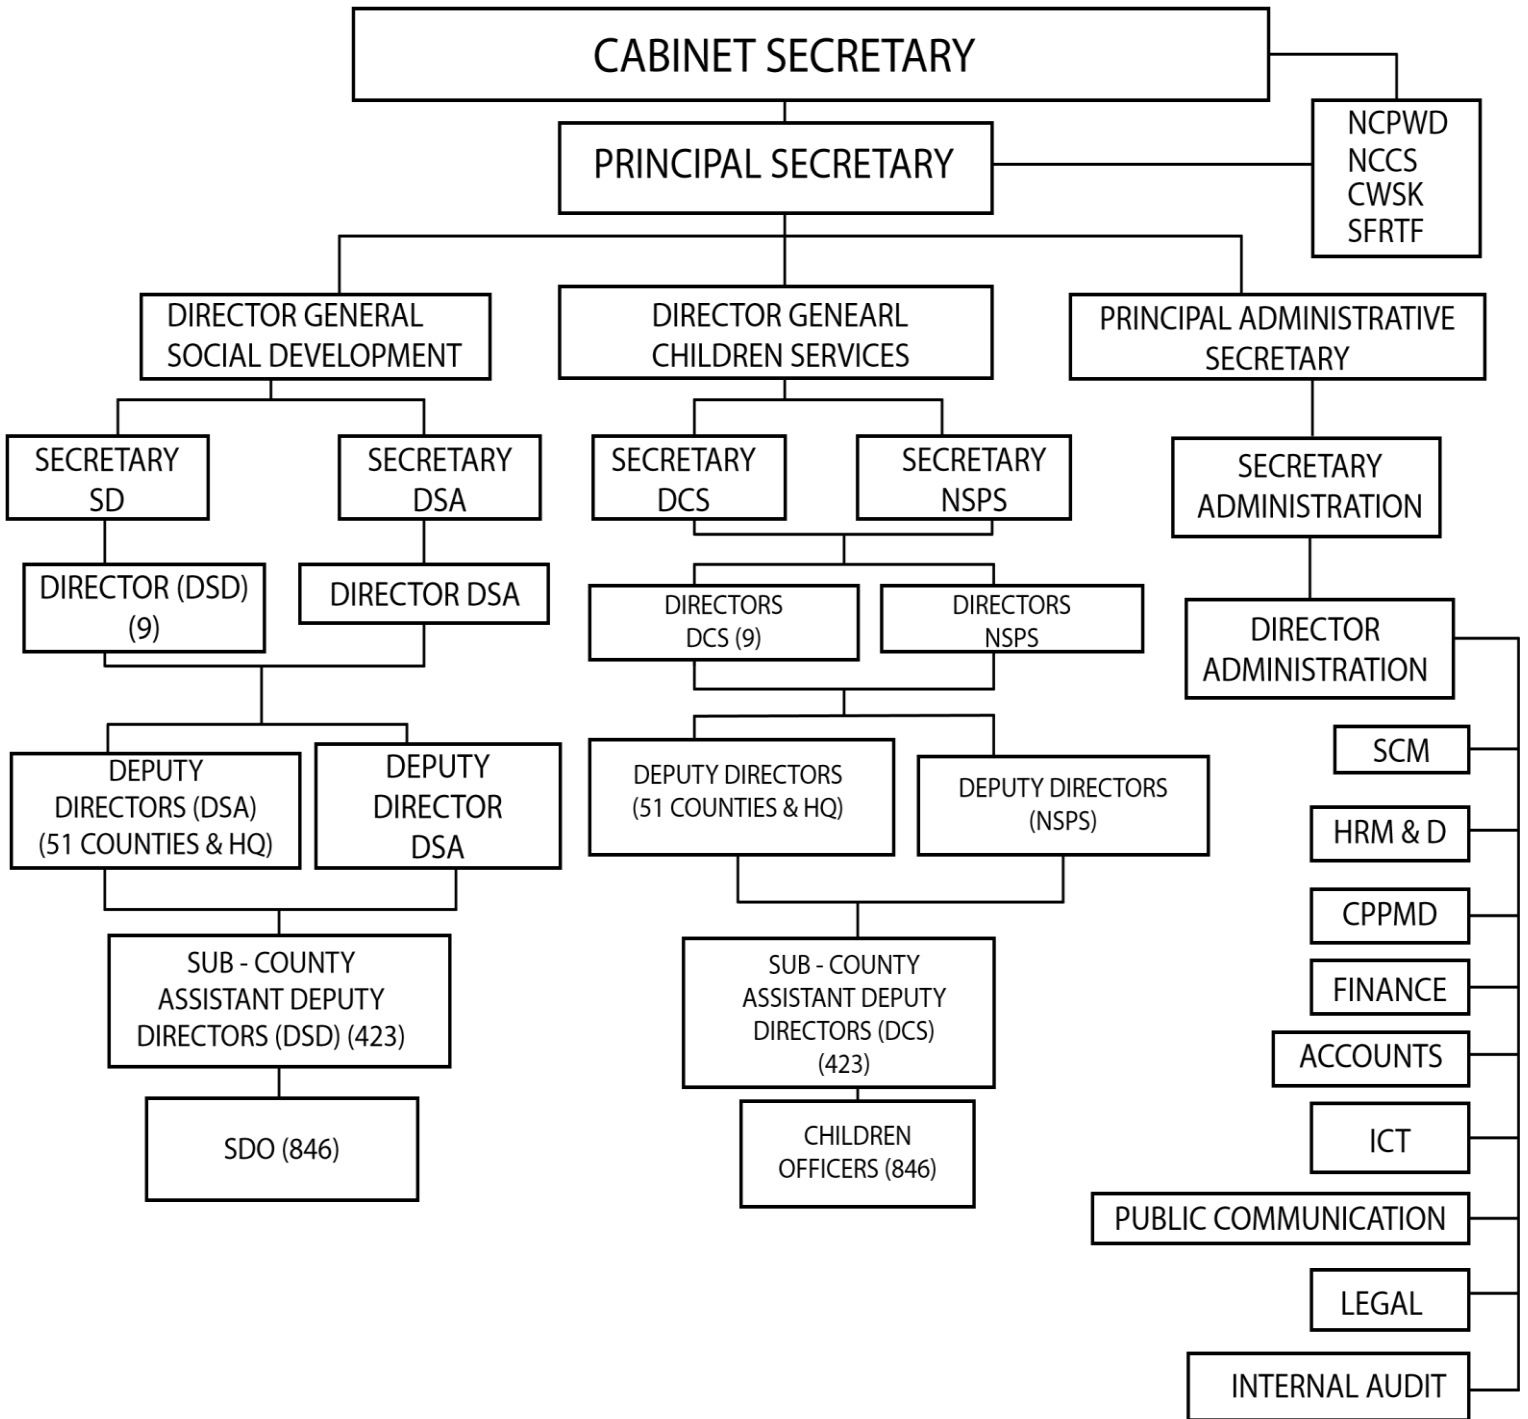 CABINET SECRETARY
NCPWD
NCCS
CWSK
SFRTF
PRINCIPAL SECRETARY
DIRECTOR GENERAL
SOCIAL DEVELOPMENT
DIRECTOR GENEARL
CHILDREN SERVICES
PRINCIPAL ADMINISTRATIVE
SECRETARY
SECRETARY
SD
SECRETARY
DSA
SECRETARY
DCS
SECRETARY
NSPS
SECRETARY
ADMINISTRATION
DIRECTOR (DSD)
(9)
DIRECTOR DSA
DIRECTORS
DCS (9)
DIRECTORS
NSPS
DIRECTOR
ADMINISTRATION
DEPUTY
DIRECTORS (DSA)
(51 COUNTIES & HQ)
DEPUTY
DIRECTOR
DSA
DEPUTY DIRECTORS
(51 COUNTIES & HQ)
DEPUTY DIRECTORS
(NSPS)
SUB - COUNTY
ASSISTANT DEPUTY
DIRECTORS (DSD) (423)
SUB - COUNTY
ASSISTANT DEPUTY
DIRECTORS (DCS)
(423)
SDO (846)
CHILDREN
OFFICERS (846)
SCM
HRM & D
CPPMD
FINANCE
ACCOUNTS
ICT
PUBLIC COMMUNICATION
LEGAL
INTERNAL AUDIT